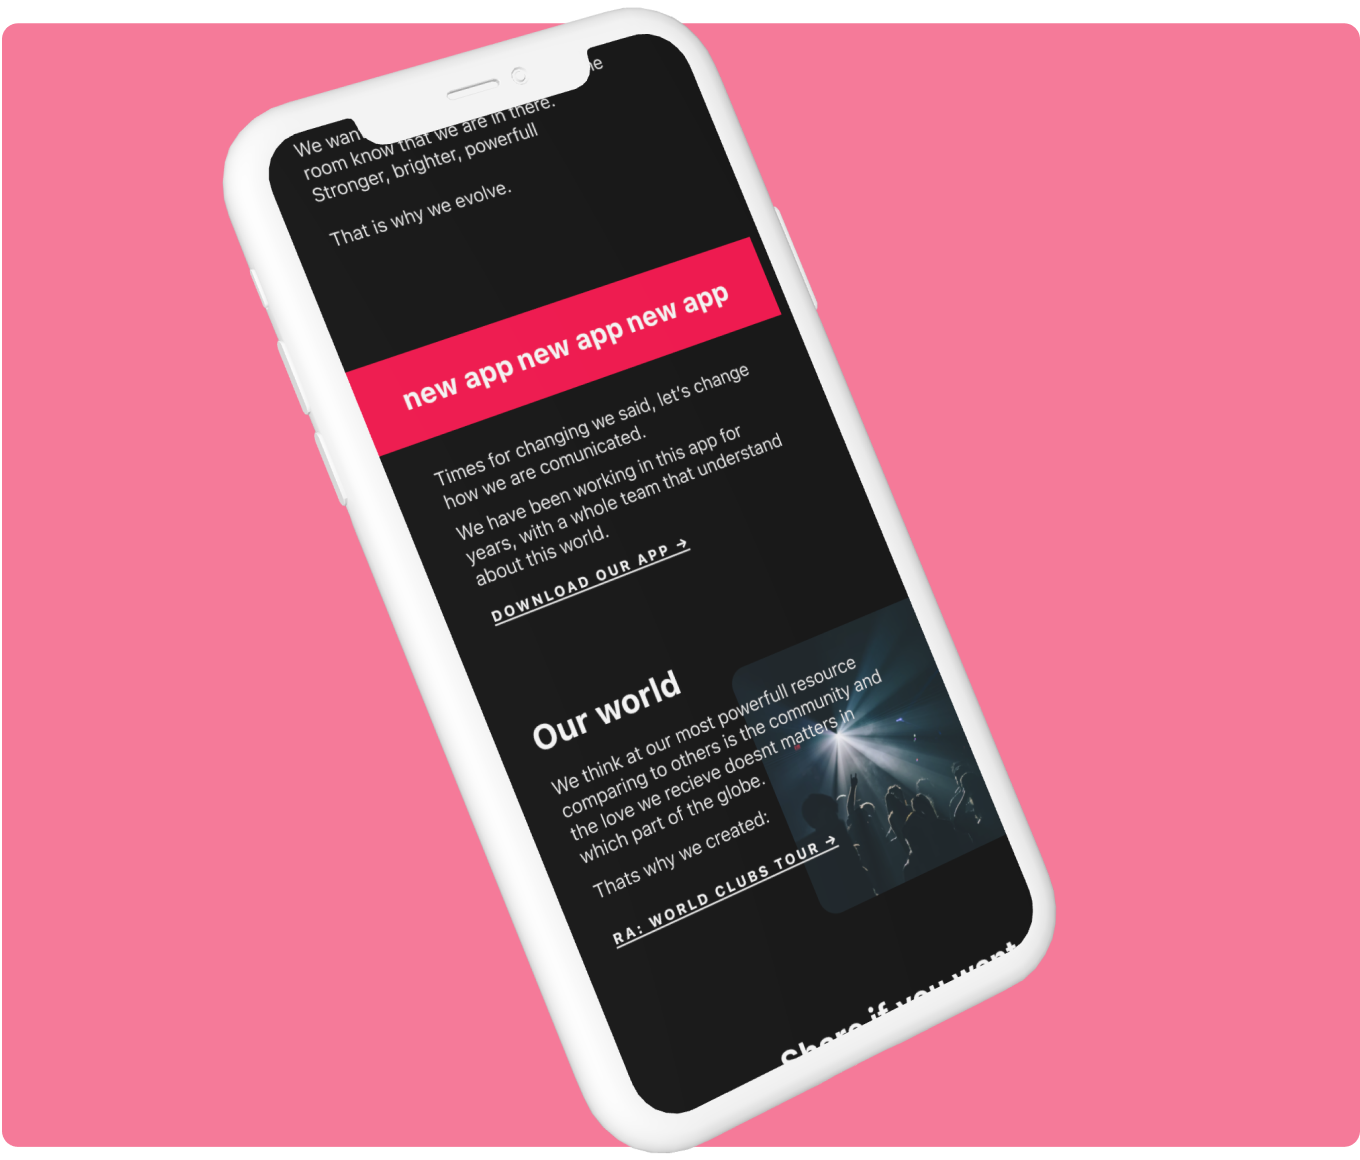 We wan
room know that we are in there.
Stronger, brighter, powerfull
That is why we evolve.
new app new app new app
Times for changing we said, let's change
how we are comunicated.
We have been working in this app for
years, with a whole team that understand
about this world.
DOWNLOAD OUR APP →
Our world
We think at our most powerfull resource
comparing to others is the community and
the love we recieve doesnt matters in
which part of the globe.
Thats why we created:
RA: WORLD CLUBS TOUR →
Share if you want